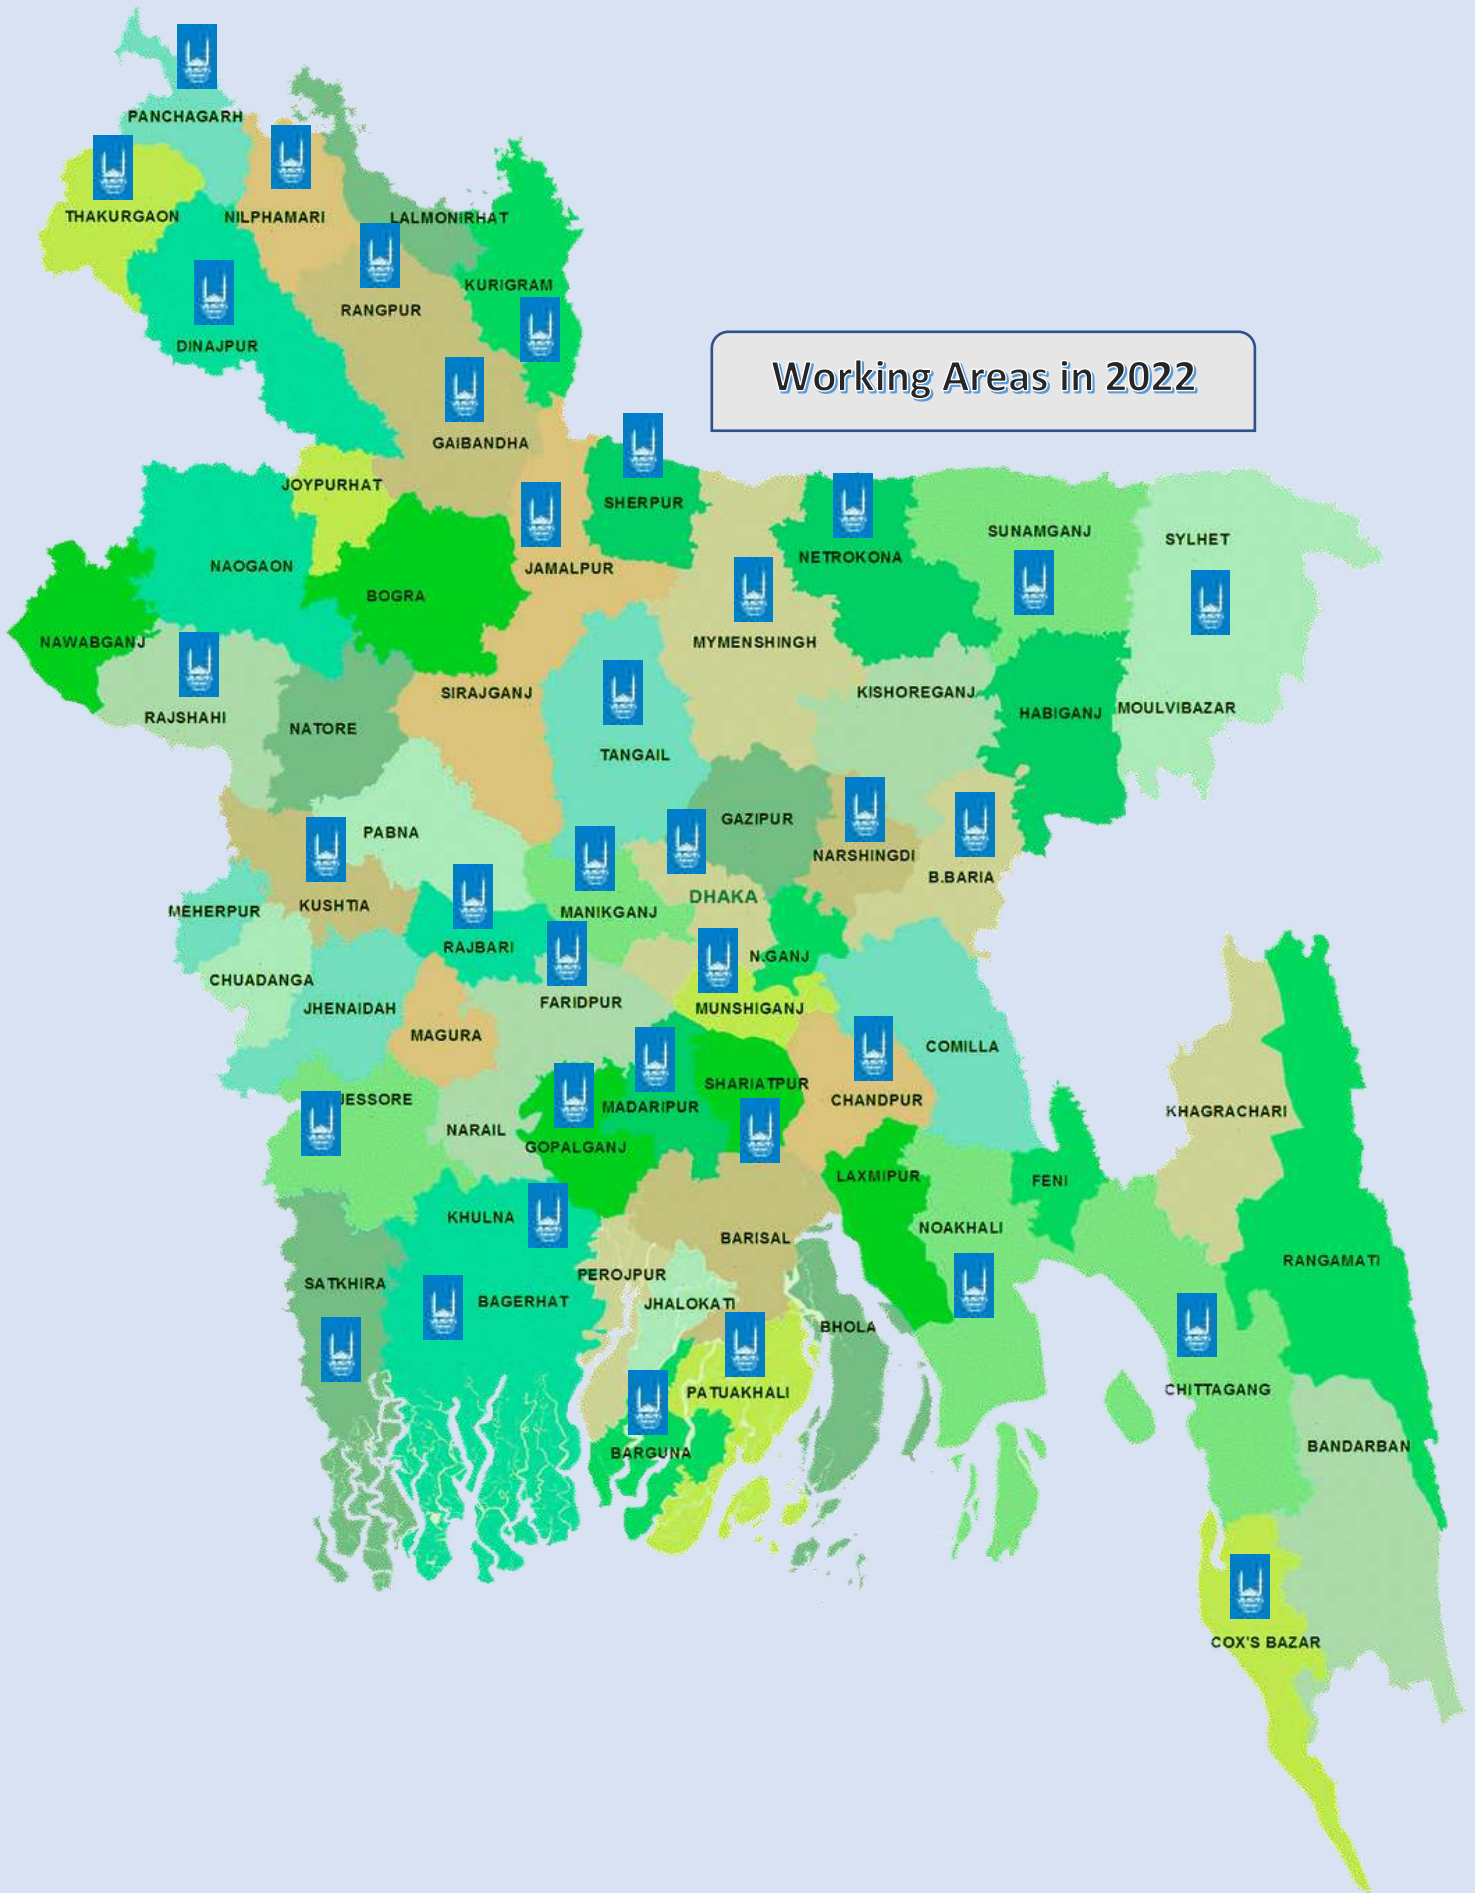 PANCHAGARH
THAKURGAON
NILPHAMARI
LALMONIRHAT
KURIGRAM
RANGPUR
DINAJPUR
Working Areas in 2022
GAIBANDHA
JOYPURHAT
SHERPUR
SUNAMGANJ
SYLHET
NETROKONA
NAOGAON
JAMALPUR
BOGRA
NAWABGANJ
MYMENSHINGH
SIRAJGANJ
KISHOREGANJ
HABIGANJ
MOULVIBAZAR
RAJSHAHI
NATORE
TANGAIL
GAZIPUR
PABNA
NARSHINGDI
B.BARIA
DHAKA
KUSHTIA
MEHERPUR
MANIKGANJ
RAJBARI
N.GANJ
CHUADANGA
JHENAIDAH
FARIDPUR
MUNSHIGANJ
MAGURA
COMILLA
SHARIATPUR
JESSORE
MADARIPUR
CHANDPUR
KHAGRACHARI
NARAIL
GOPALGANJ
LAXMIPUR
FENI
KHULNA
NOAKHALI
BARISAL
RANGAMATI
SATKHIRA
PEROJPUR
BAGERHAT
JHALOKATI
BHOLA
PATUAKHALI
CHITTAGANG
BARGUNA
BANDARBAN
COX'S BAZAR